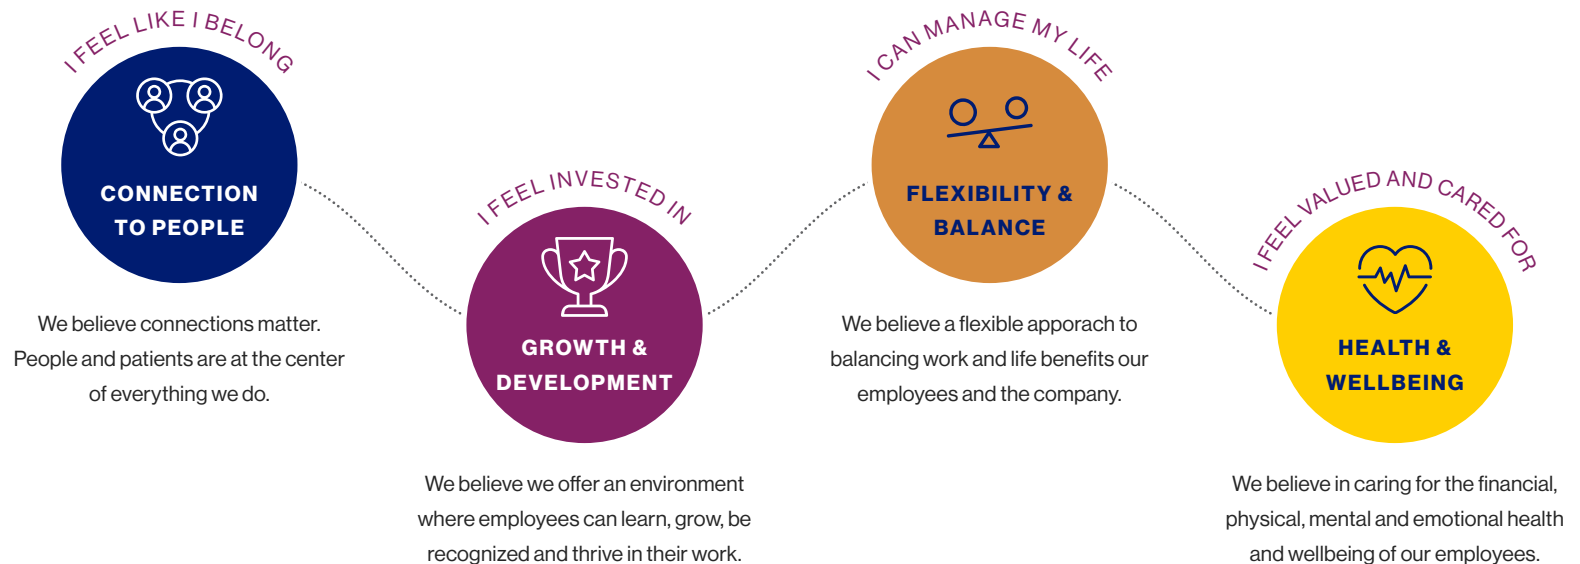 I FEEL LIKE I BELONG
CONNECTION
TO PEOPLE
We believe connections matter.
People and patients are at the center
of everything we do.
I FEEL INVESTED IN
GROWTH &
DEVELOPMENT
We believe we offer an environment
where employees can learn, grow, be
recognized and thrive in their work.
I CAN MANAGE MY LIFE
FLEXIBILITY &
BALANCE
We believe a flexible apporach to
balancing work and life benefits our
employees and the company.
I FEEL VALUED AND CARED FOR
HEALTH &
WELLBEING
We believe in caring for the financial,
physical, mental and emotional health
and wellbeing of our employees.